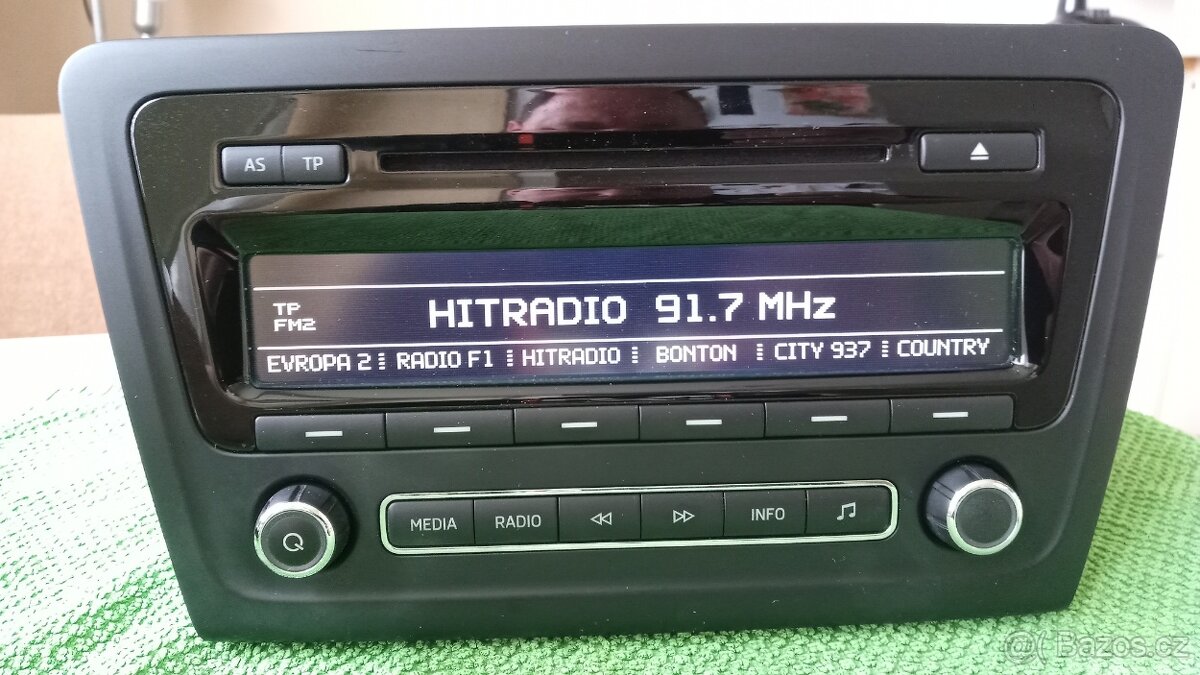 AS TP
TP
FM2
HITRADIO 91.7 MHz
EVROPA 2 RADIO F1 HITRADIO BONTON CITY 937 COUNTRY
MEDIA RADIO INFO
Bazos.cz